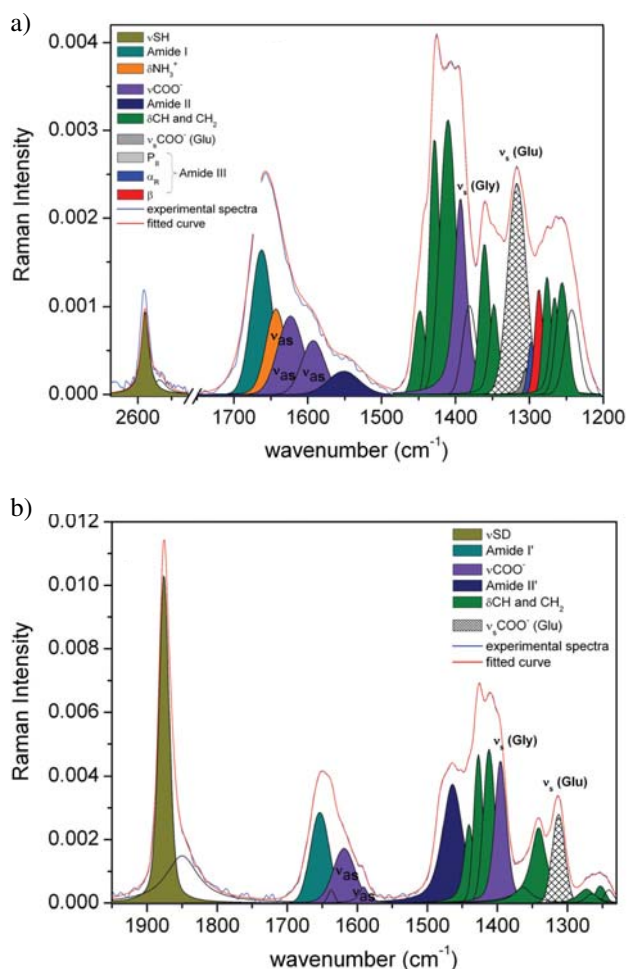 a)
Raman Intensity
0.004
0.003
0.002
0.001
0.000
νSH
Amide I
δNH₃⁺
νCOO⁻
Amide II
δCH and CH₂
νₛCOO⁻ (Glu)
P_II
α_R
β
Amide III
experimental spectra
fitted curve
νₛ (Gly)
νₛ (Glu)
νas
νas
νas
2600 1700 1600 1500 1400 1300 1200
wavenumber (cm⁻¹)
b)
Raman Intensity
0.012
0.010
0.008
0.006
0.004
0.002
0.000
νSD
Amide I'
νCOO⁻
Amide II'
δCH and CH₂
νₛCOO⁻ (Glu)
experimental spectra
fitted curve
νₛ (Gly)
νₛ (Glu)
νas
νas
1900 1800 1700 1600 1500 1400 1300
wavenumber (cm⁻¹)